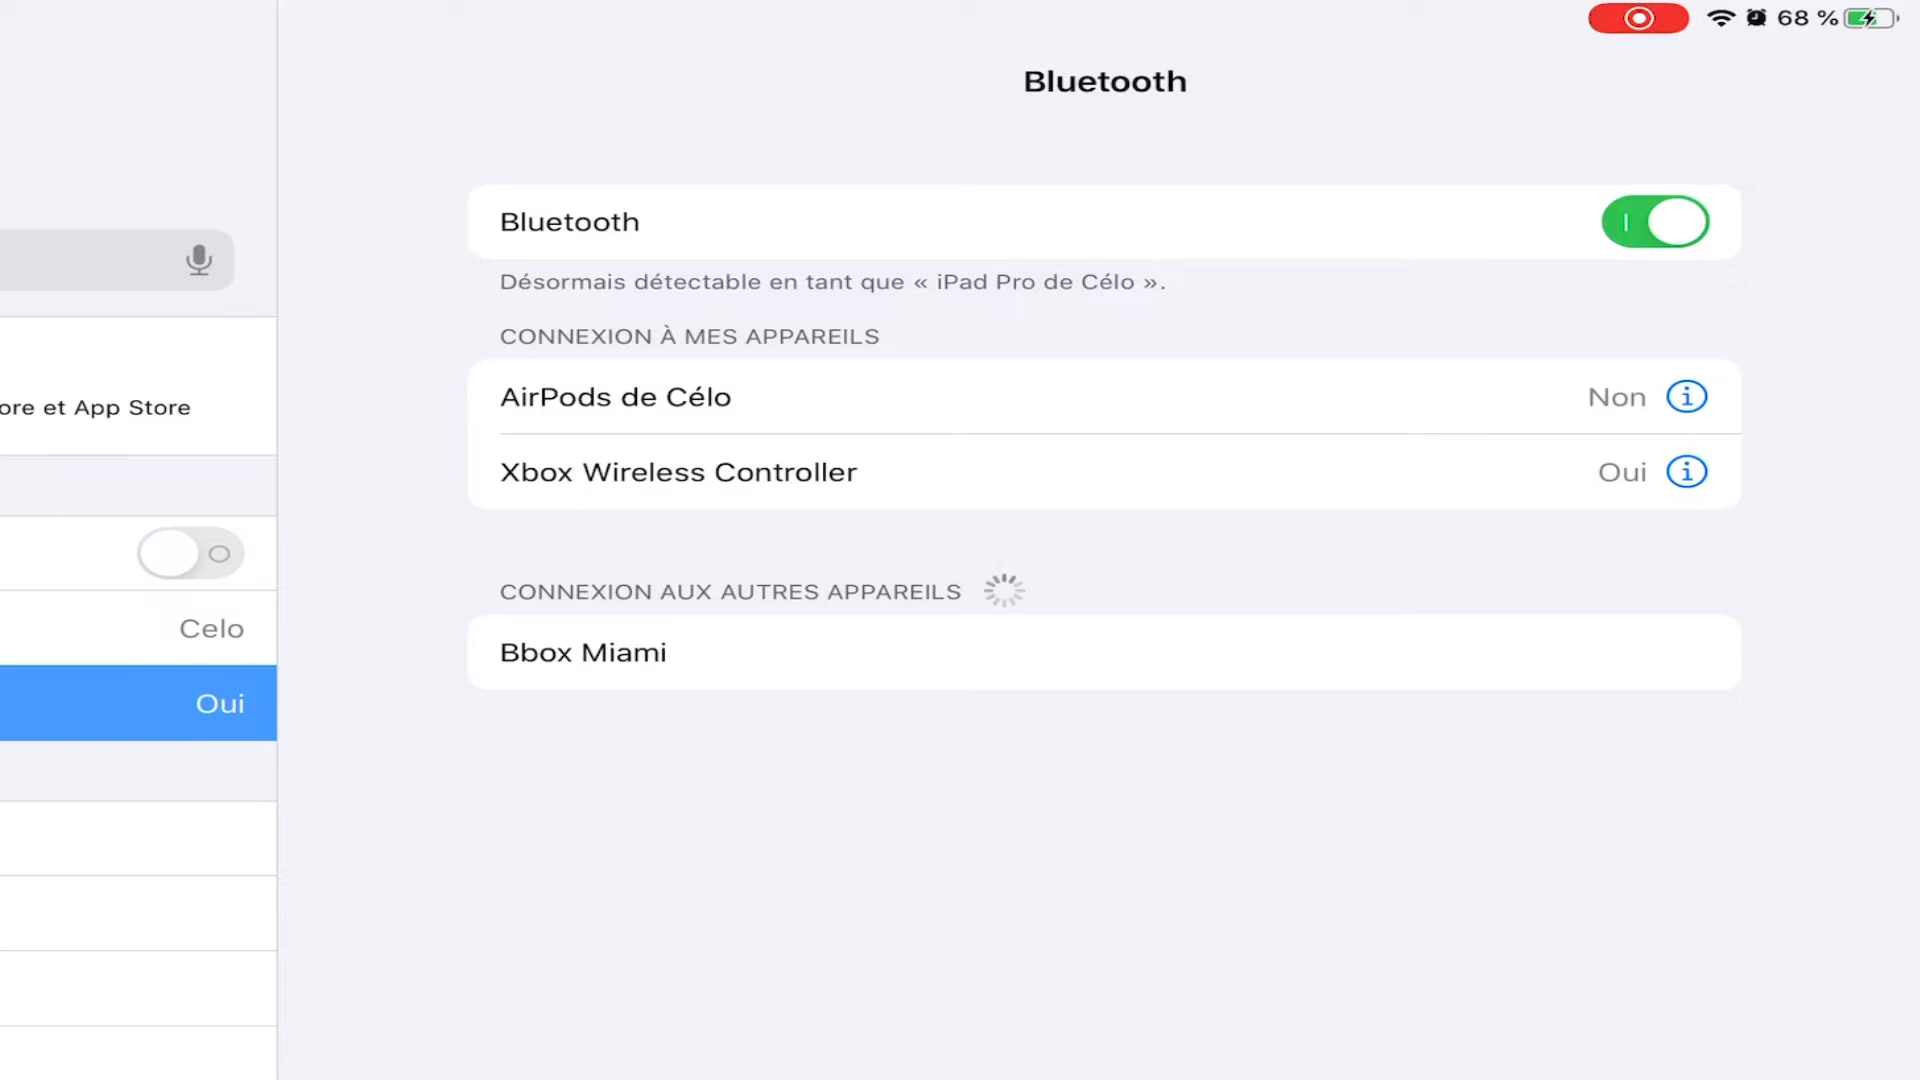 68 %
Bluetooth
Bluetooth
Désormais détectable en tant que « iPad Pro de Célo ».
CONNEXION À MES APPAREILS
AirPods de Célo Non
Xbox Wireless Controller Oui
CONNEXION AUX AUTRES APPAREILS
Bbox Miami
ore et App Store
Celo
Oui